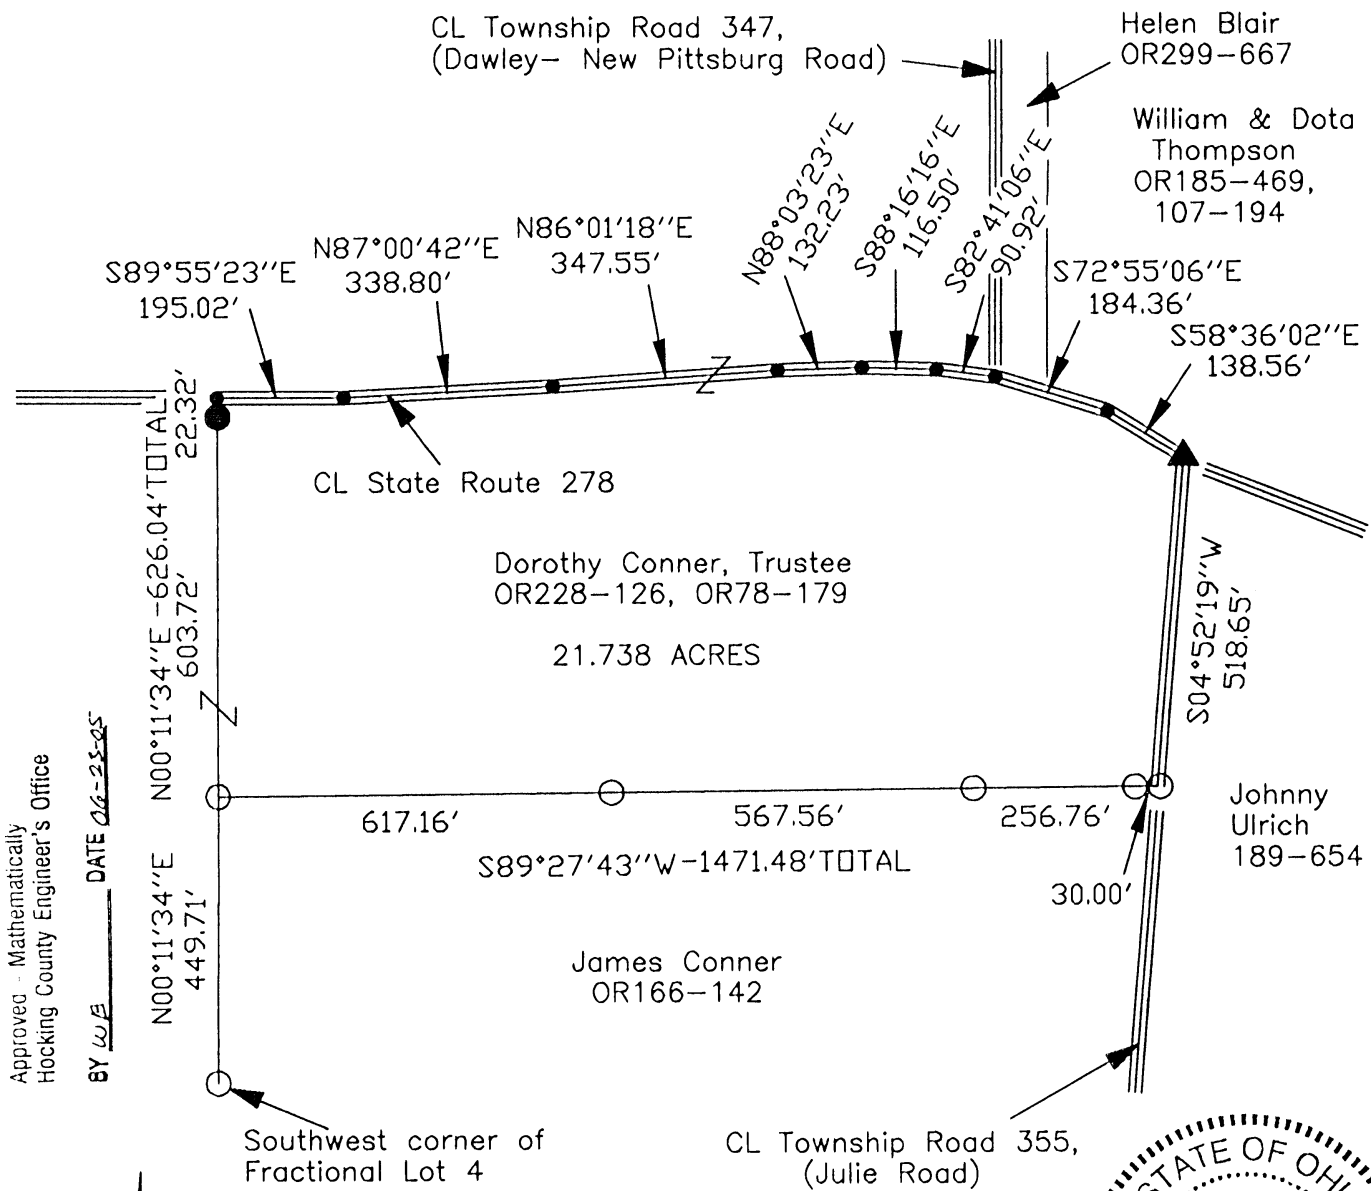 CL Township Road 347,
(Dawley- New Pittsburg Road)
Helen Blair
OR299-667
William & Dota
Thompson
OR185-469,
107-194
S89°55'23"E
195.02'
N87°00'42"E
338.80'
N86°01'18"E
347.55'
N88°03'23"E
132.23'
S88°16'16"E
116.50'
S82°41'06"E
90.92'
S72°55'06"E
184.36'
S58°36'02"E
138.56'
CL State Route 278
N00°11'34"E -626.04'TOTAL
22.32'
603.72'
Dorothy Conner, Trustee
OR228-126, OR78-179
21.738 ACRES
S04°52'19"W
518.65'
617.16'
567.56'
256.76'
30.00'
S89°27'43"W-1471.48'TOTAL
Johnny
Ulrich
189-654
N00°11'34"E
449.71'
James Conner
OR166-142
Approved - Mathematically
Hocking County Engineer's Office
BY DATE 06-23-05
Southwest corner of
Fractional Lot 4
CL Township Road 355,
(Julie Road)
STATE OF